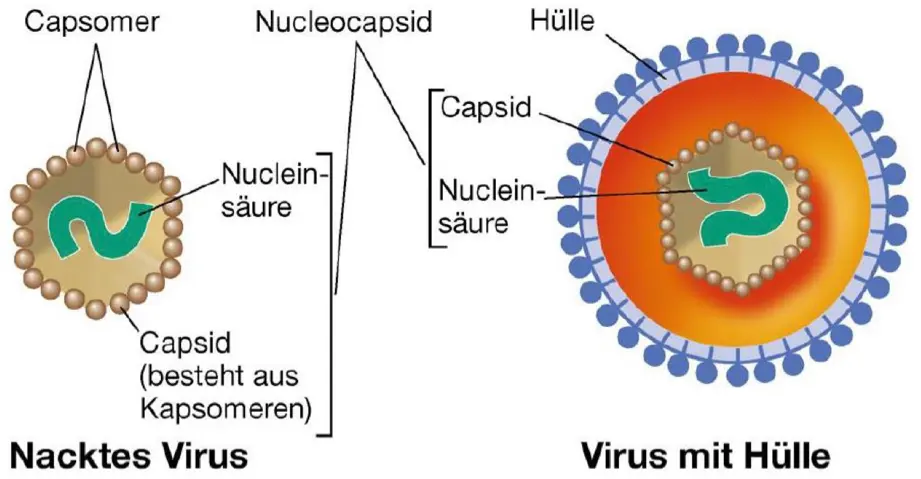 Capsomer
Nucleocapsid
Hülle
Capsid
Nuclein-
säure
Nuclein-
säure
Capsid
(besteht aus
Kapsomeren)
Nacktes Virus
Virus mit Hülle